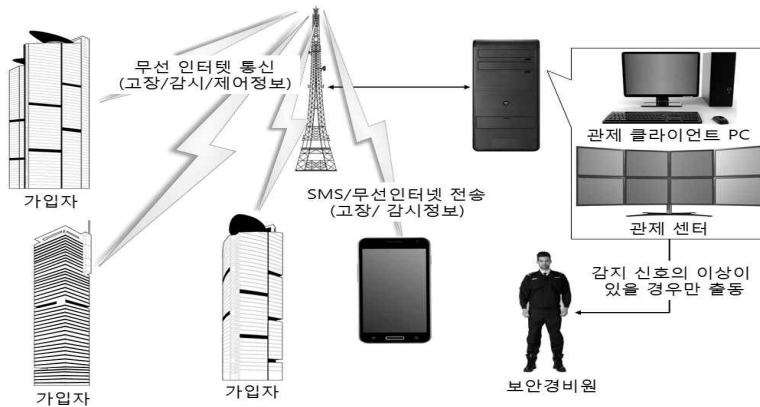 무선 인터텟 통신
(고장/감시/제어정보)
관제 클라이언트 PC
가입자
SMS/무선인터넷 전송
(고장/ 감시정보)
관제 센터
감지 신호의 이상이
있을 경우만 출동
가입자
가입자
보안경비원